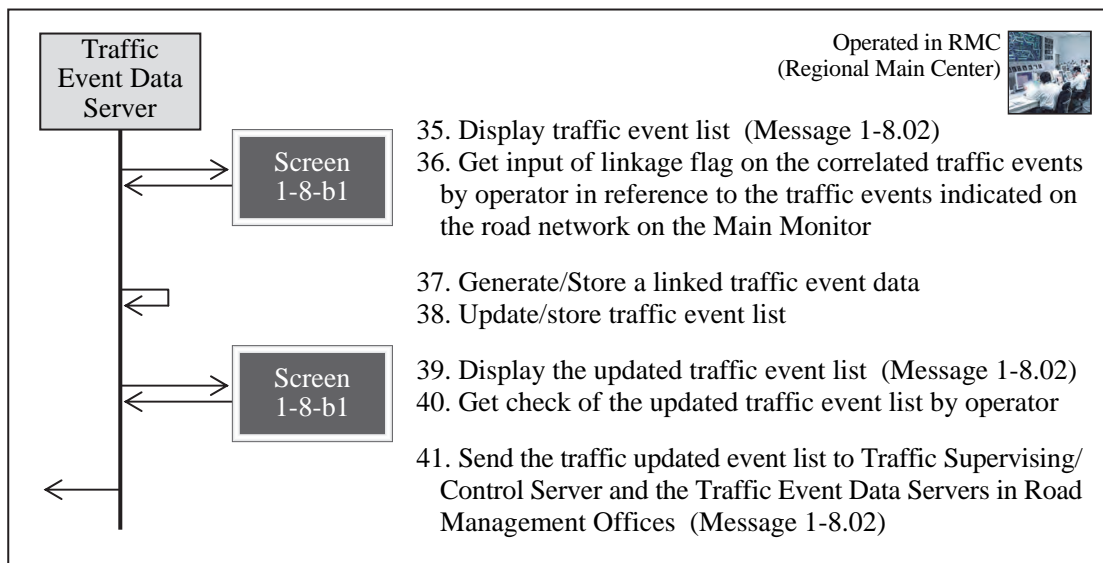 Traffic
Event Data
Server
Operated in RMC
(Regional Main Center)
Screen
1-8-b1
35. Display traffic event list (Message 1-8.02)
36. Get input of linkage flag on the correlated traffic events
by operator in reference to the traffic events indicated on
the road network on the Main Monitor
37. Generate/Store a linked traffic event data
38. Update/store traffic event list
Screen
1-8-b1
39. Display the updated traffic event list (Message 1-8.02)
40. Get check of the updated traffic event list by operator
41. Send the traffic updated event list to Traffic Supervising/
Control Server and the Traffic Event Data Servers in Road
Management Offices (Message 1-8.02)